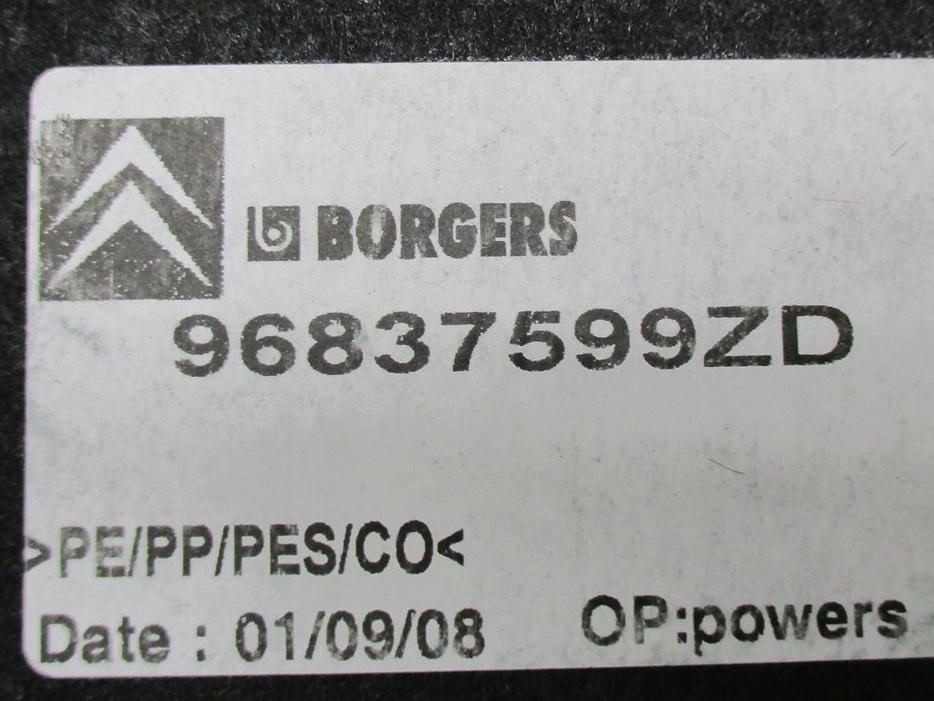 BORGERS
96837599ZD
>PE/PP/PES/CO<
Date : 01/09/08 OP:powers